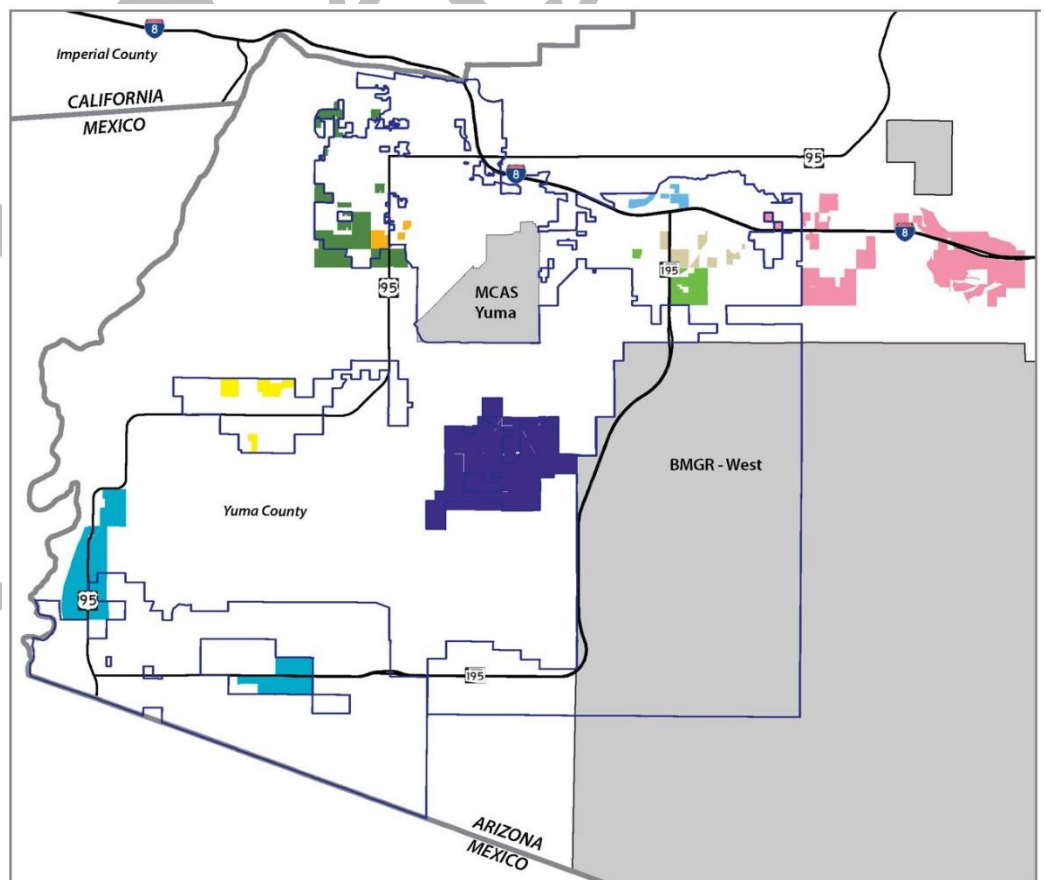 8
Imperial County
CALIFORNIA
MEXICO
95
8
8
195
95
MCAS
Yuma
BMGR - West
Yuma County
95
195
ARIZONA
MEXICO